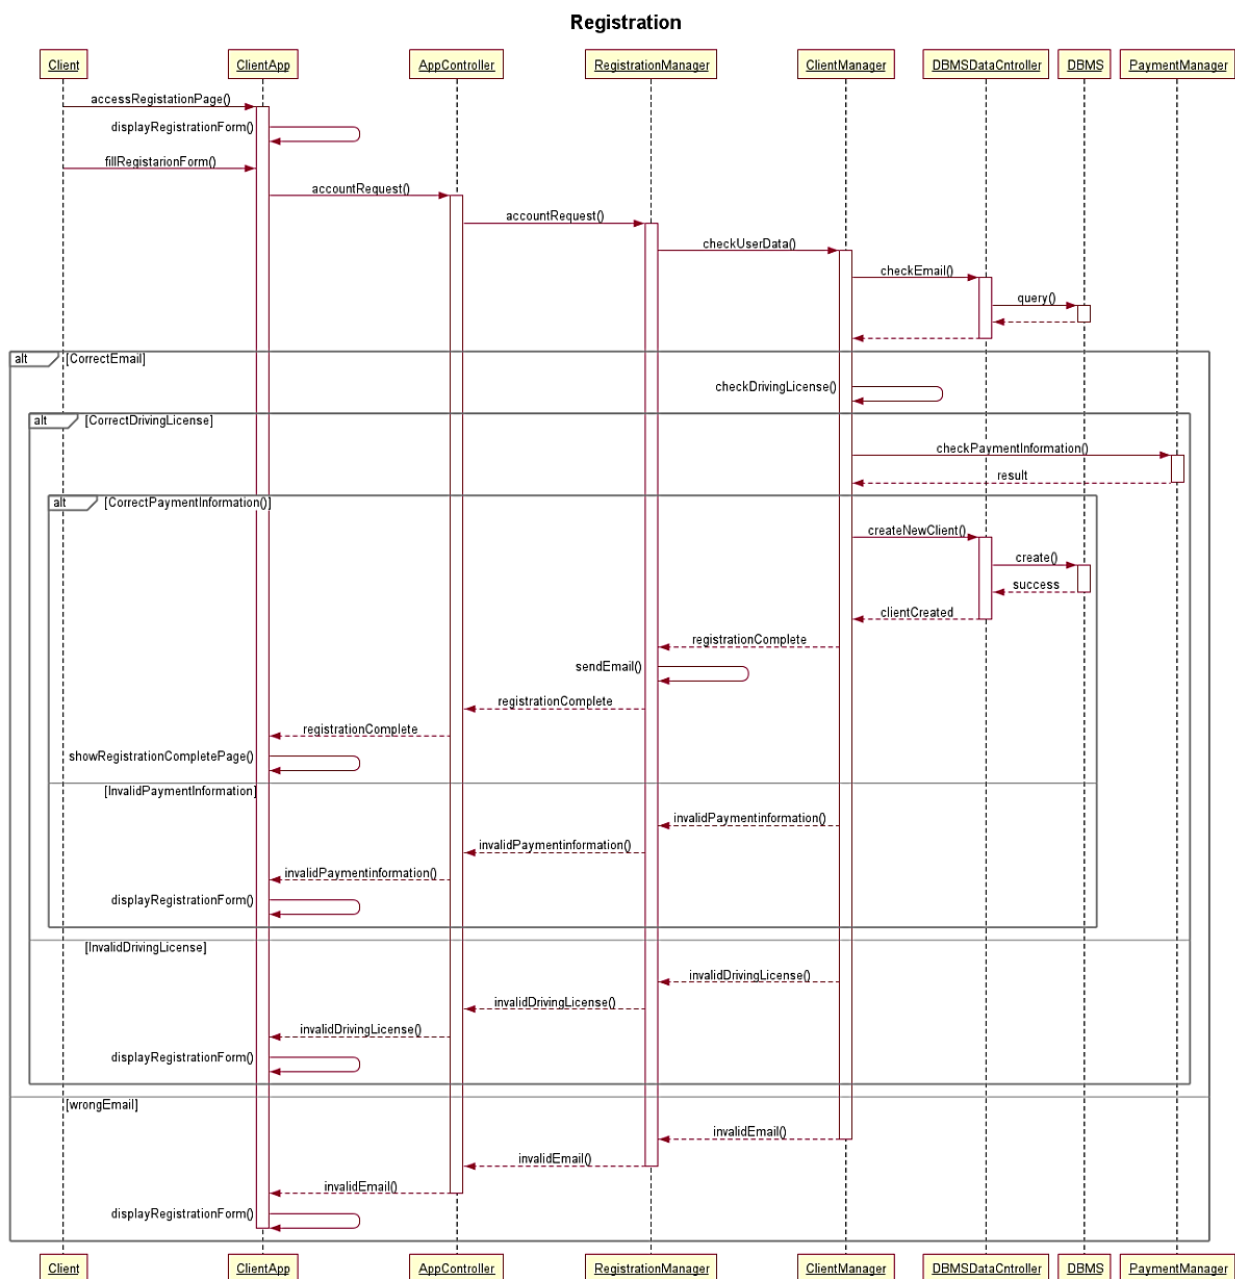 Registration
Client ClientApp AppController RegistrationManager ClientManager DBMSDataCntroller DBMS PaymentManager
accessRegistationPage()
displayRegistrationForm()
fillRegistarionForm()
accountRequest()
accountRequest()
checkUserData()
checkEmail()
query()
alt [CorrectEmail]
checkDrivingLicense()
alt [CorrectDrivingLicense]
checkPaymentInformation()
result
alt [CorrectPaymentInformation()]
createNewClient()
create()
success
clientCreated
registrationComplete
sendEmail()
registrationComplete
registrationComplete
showRegistrationCompletePage()
[InvalidPaymentInformation]
invalidPaymentinformation()
invalidPaymentinformation()
invalidPaymentinformation()
displayRegistrationForm()
[InvalidDrivingLicense]
invalidDrivingLicense()
invalidDrivingLicense()
invalidDrivingLicense()
displayRegistrationForm()
[wrongEmail]
invalidEmail()
invalidEmail()
invalidEmail()
displayRegistrationForm()
Client ClientApp AppController RegistrationManager ClientManager DBMSDataCntroller DBMS PaymentManager